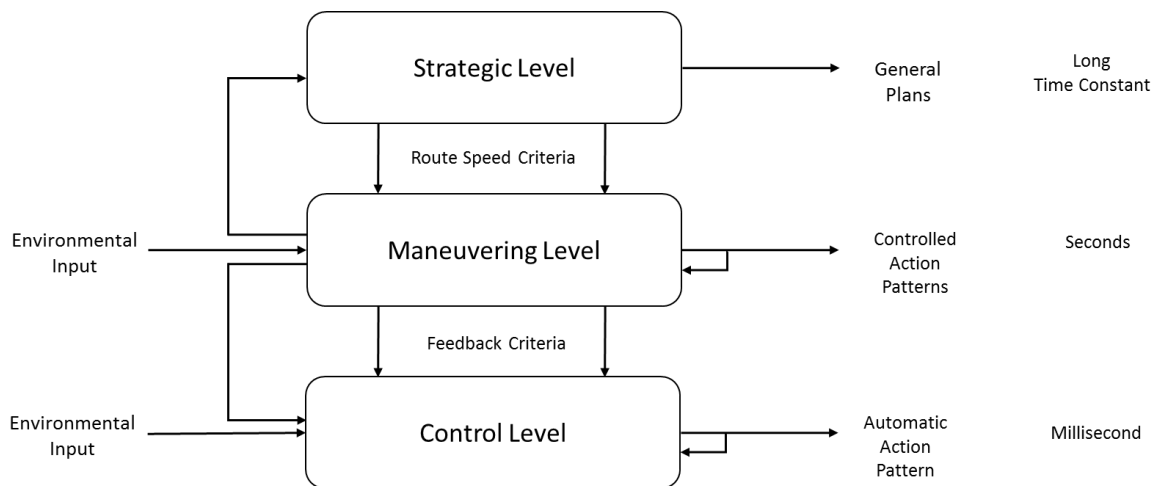 Strategic Level
General
Plans
Long
Time Constant
Route Speed Criteria
Environmental
Input
Maneuvering Level
Controlled
Action
Patterns
Seconds
Feedback Criteria
Environmental
Input
Control Level
Automatic
Action
Pattern
Millisecond